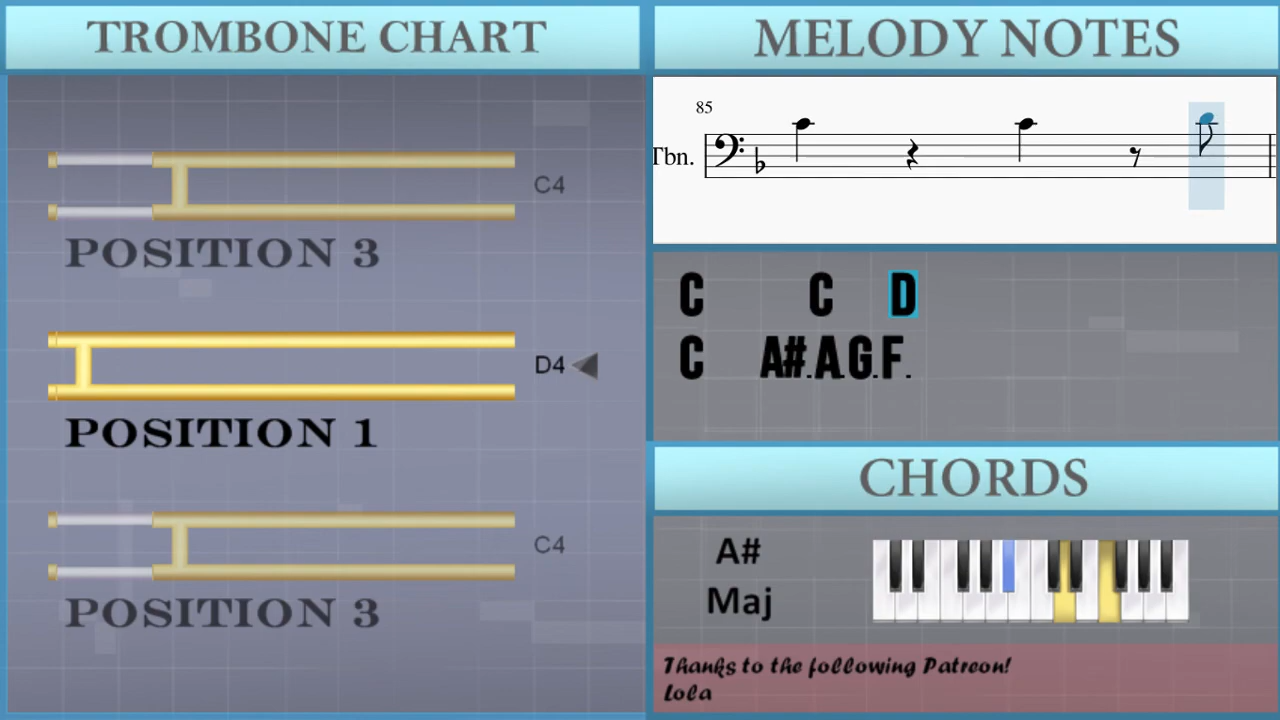 TROMBONE CHART
C4
POSITION 3
D4
POSITION 1
C4
POSITION 3
MELODY NOTES
85
Tbn.
C C D
C A#.A.G.F.
CHORDS
A#
Maj
Thanks to the following Patreon!
Lola